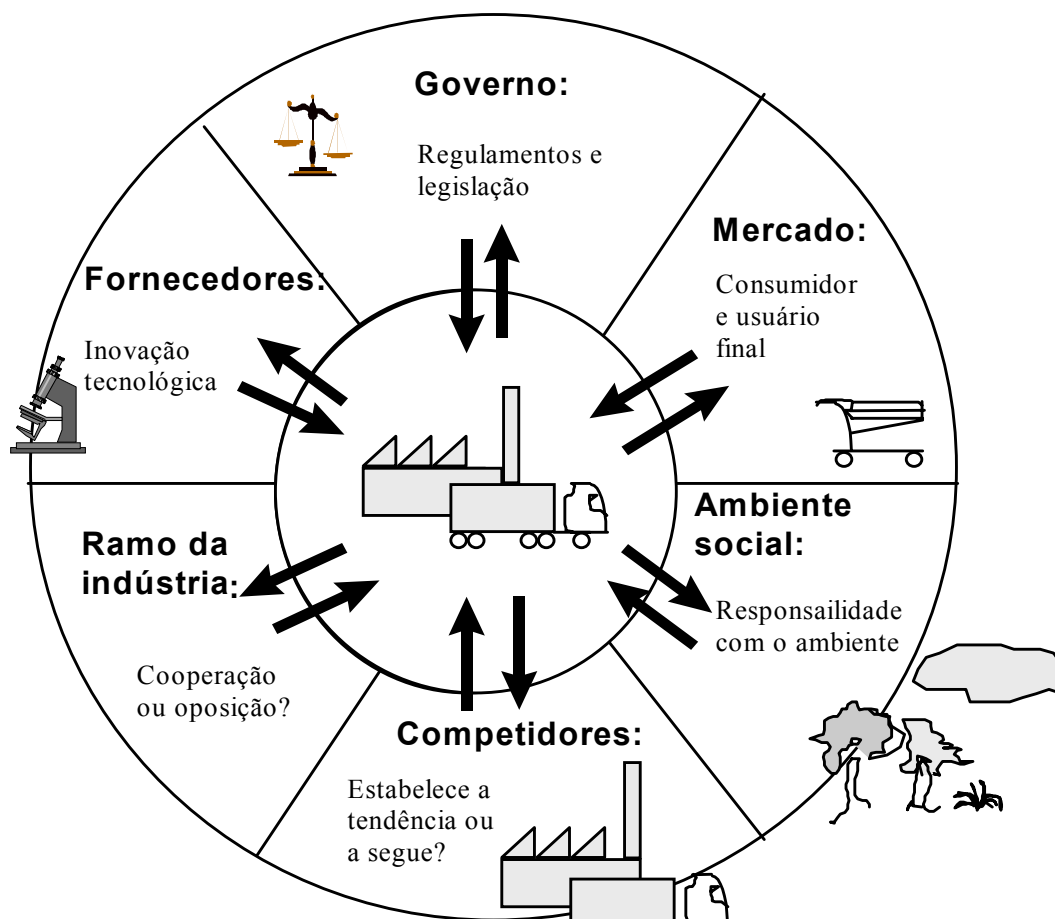 Governo:
Regulamentos e
legislação
Mercado:
Consumidor
e usuário
final
Ambiente
social:
Responsailidade
com o ambiente
Competidores:
Estabelece a
tendência ou
a segue?
Ramo da
indústria:
Cooperação
ou oposição?
Fornecedores:
Inovação
tecnológica